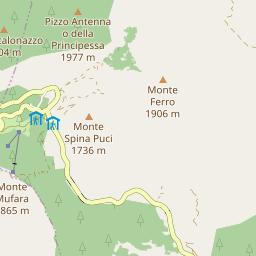 Pizzo Antenna
o della
Principessa
1977 m
Monte
Ferro
1906 m
Monte
Spina Puci
1736 m
Monte
Mufara